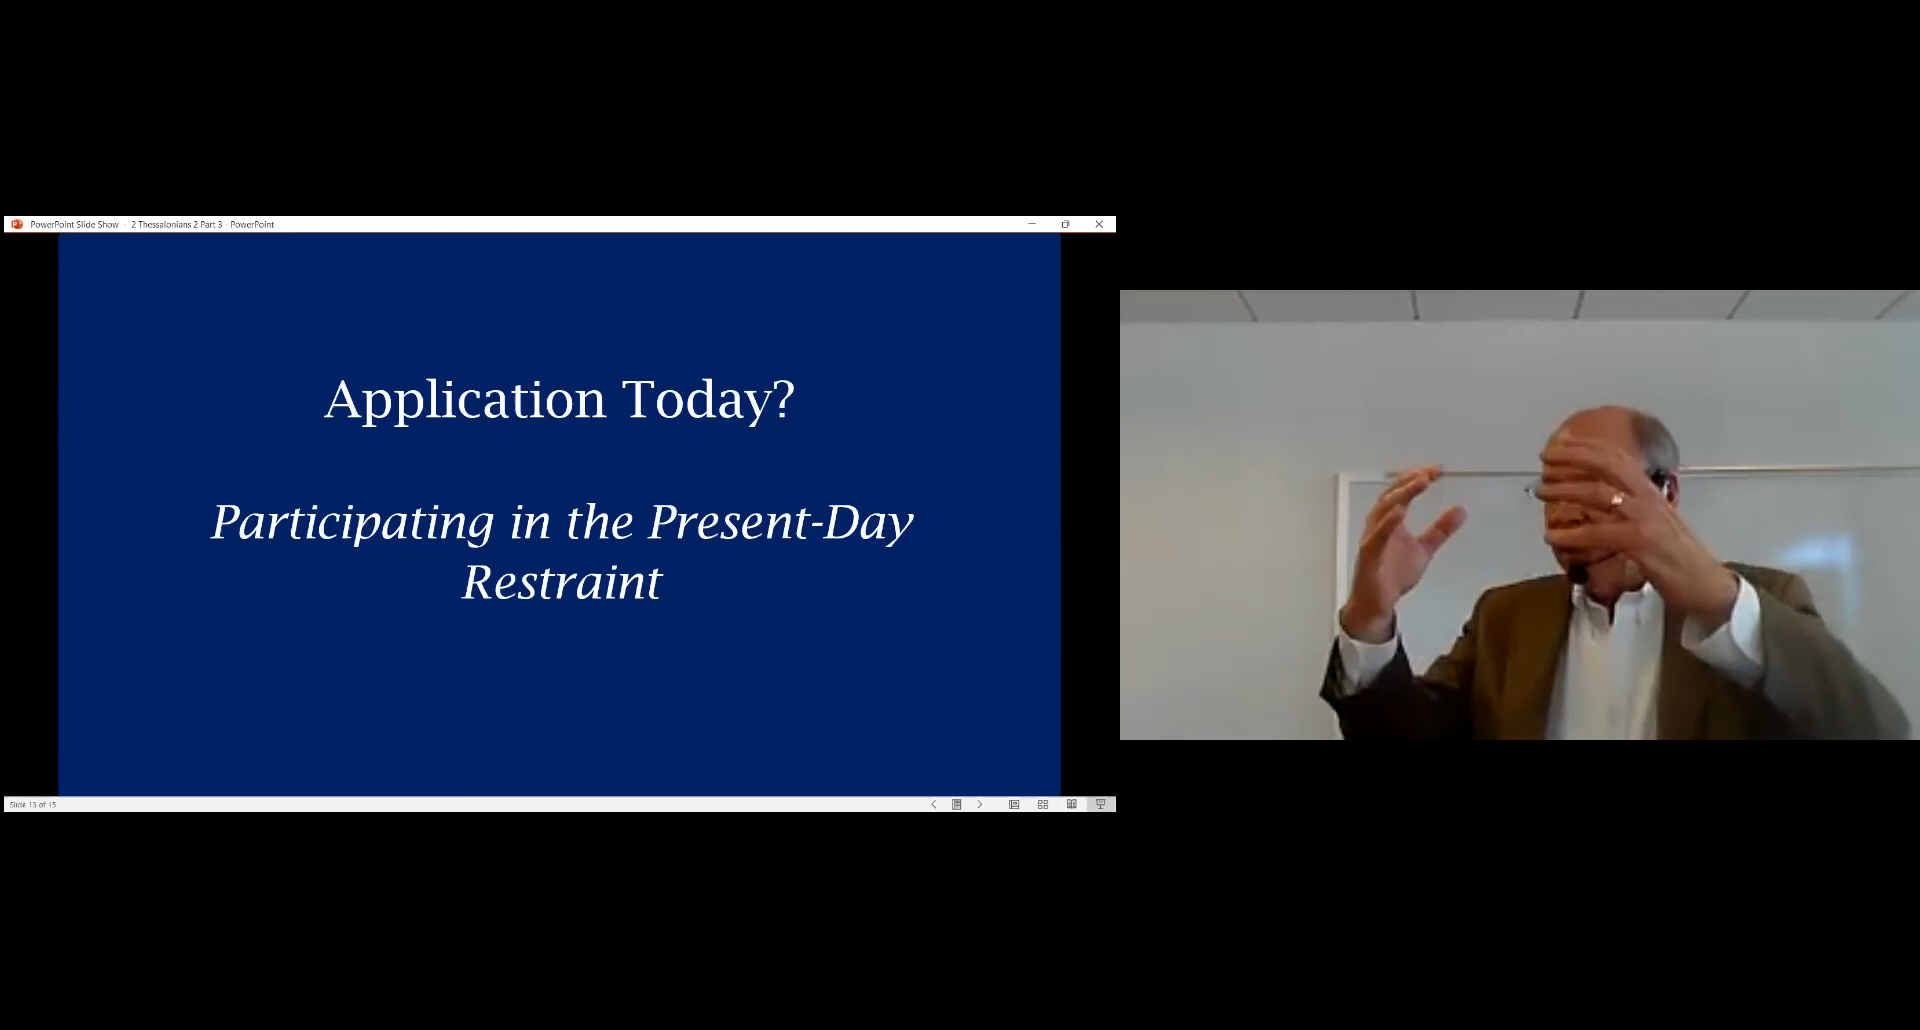 PowerPoint Slide Show - 2 Thessalonians 2 Part 3 - PowerPoint
Application Today?
Participating in the Present-Day
Restraint
Slide 13 of 15